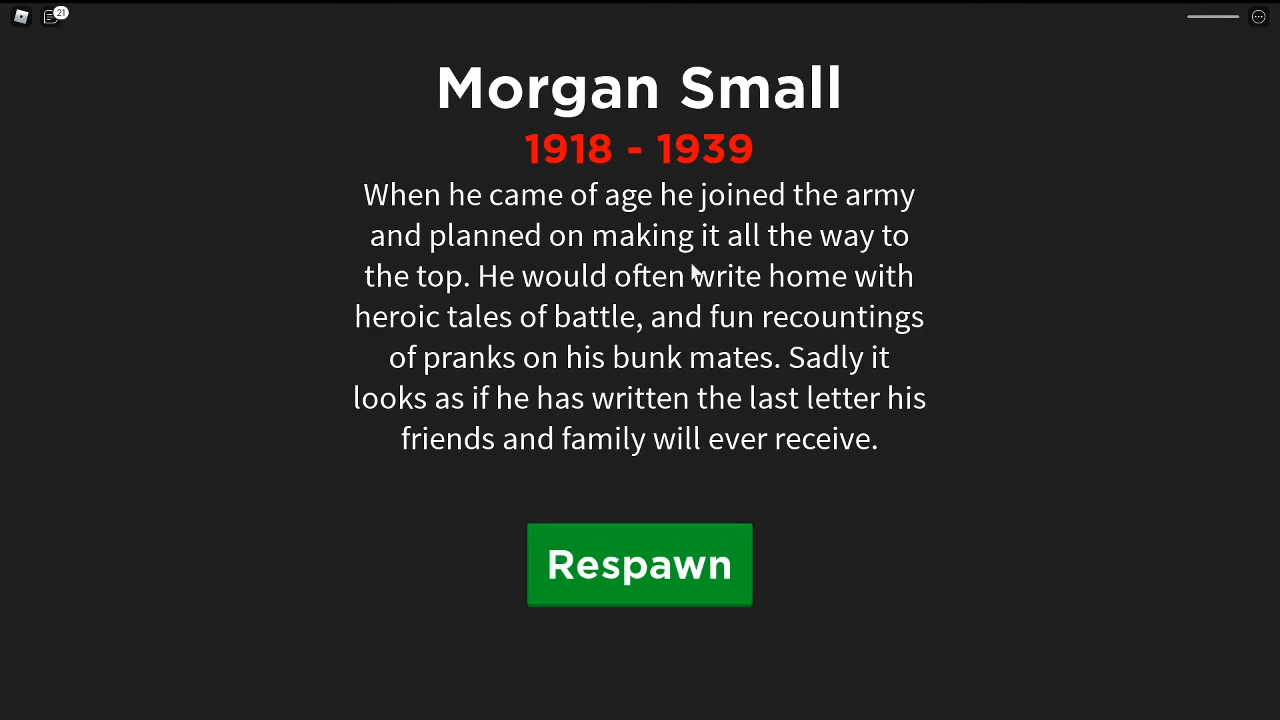 21
Morgan Small
1918 - 1939
When he came of age he joined the army
and planned on making it all the way to
the top. He would often write home with
heroic tales of battle, and fun recountings
of pranks on his bunk mates. Sadly it
looks as if he has written the last letter his
friends and family will ever receive.
Respawn